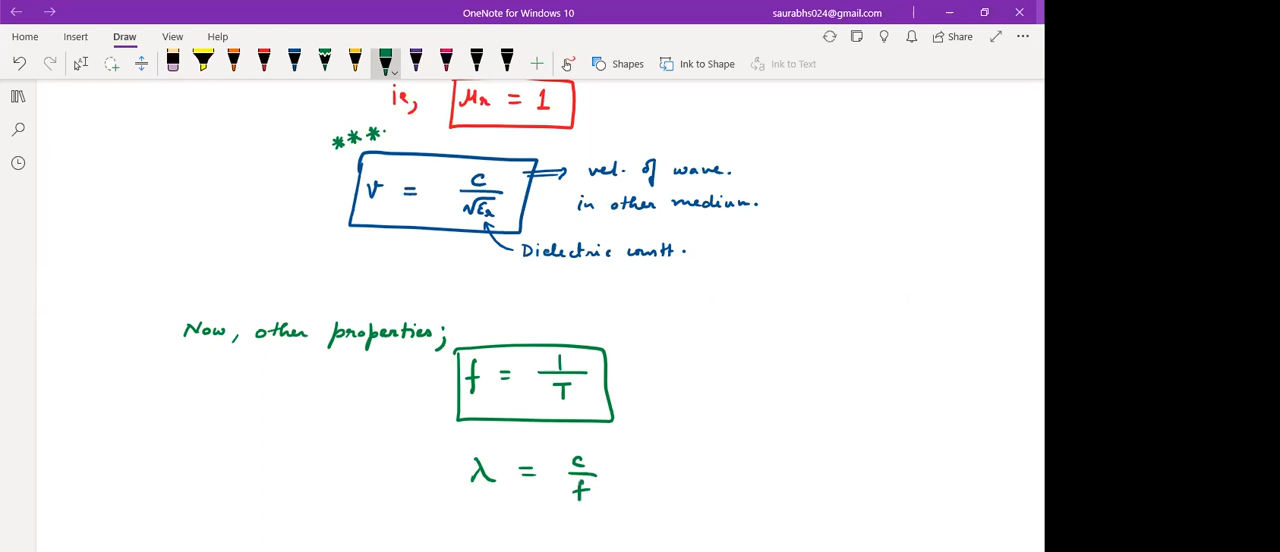 OneNote for Windows 10
saurabhs024@gmail.com
Home Insert Draw View Help
Share
Shapes Ink to Shape Ink to Text
ie, μr = 1
***
v = c/√Er ⇒ vel. of wave.
in other medium.
Dielectric constt.
Now, other properties;
f = 1/T
λ = c/f